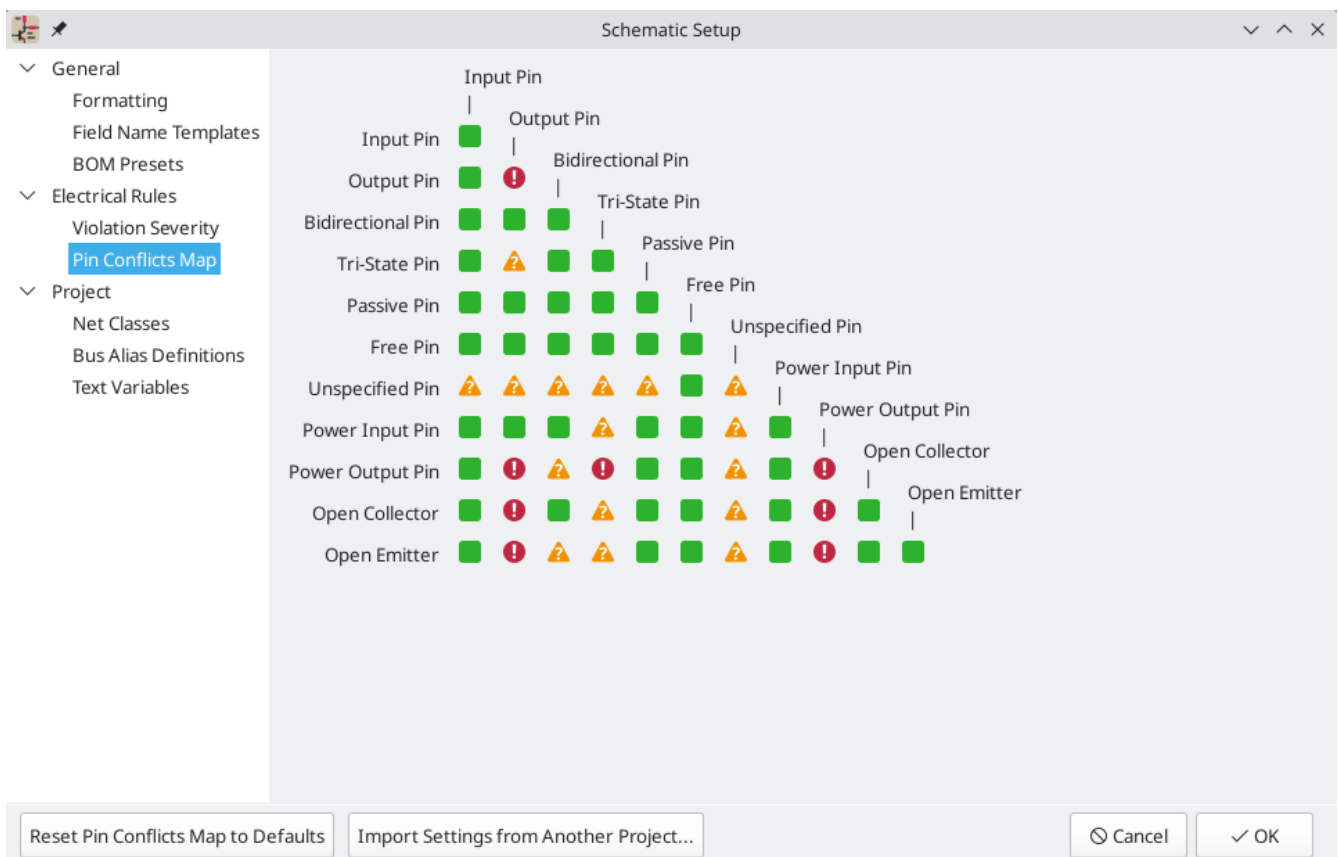 Schematic Setup
General
Formatting
Field Name Templates
BOM Presets
Electrical Rules
Violation Severity
Pin Conflicts Map
Project
Net Classes
Bus Alias Definitions
Text Variables
Input Pin
|
Output Pin
Input Pin
|
Bidirectional Pin
Output Pin
|
Tri-State Pin
Bidirectional Pin
|
Passive Pin
Tri-State Pin
|
Free Pin
Passive Pin
|
Unspecified Pin
Free Pin
|
Power Input Pin
Unspecified Pin
|
Power Output Pin
Power Input Pin
|
Open Collector
Power Output Pin
|
Open Emitter
Open Collector
|
Open Emitter
Reset Pin Conflicts Map to Defaults
Import Settings from Another Project...
Cancel
OK